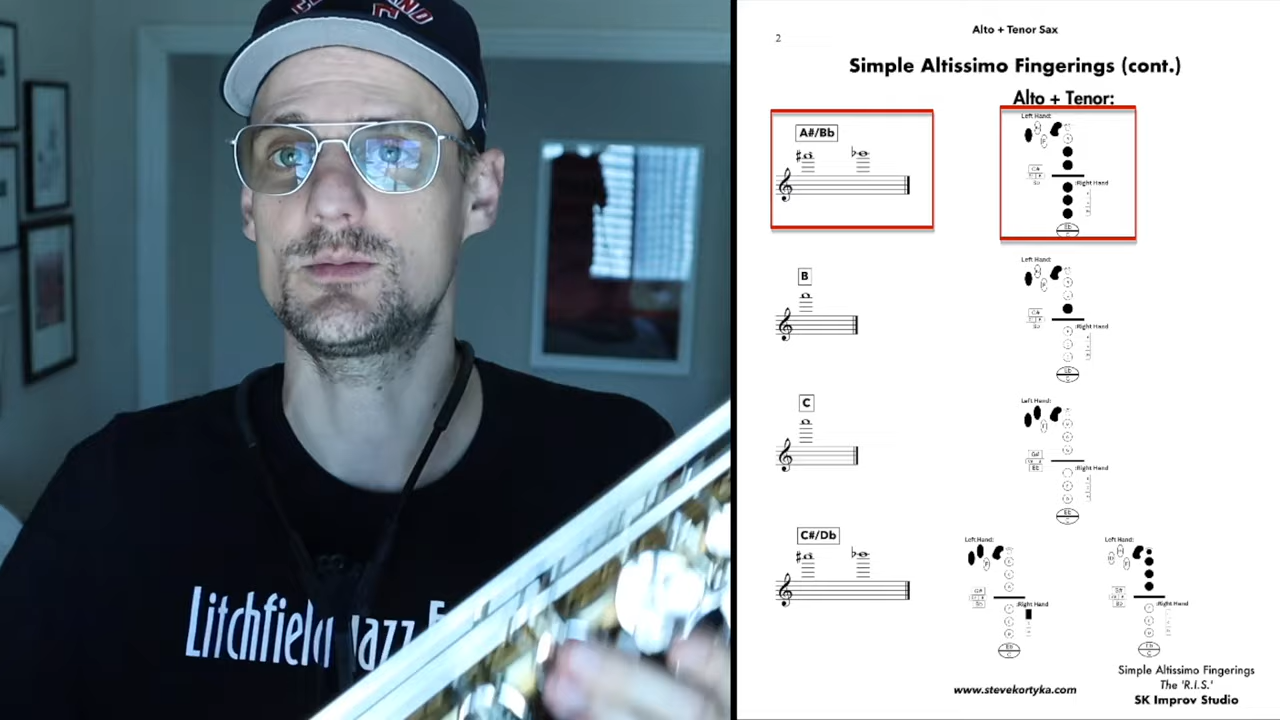 Litchfield Jazz F
2
Alto + Tenor Sax
Simple Altissimo Fingerings (cont.)
Alto + Tenor:
A#/Bb
Left Hand:
:Right Hand
B
Left Hand:
:Right Hand
C
Left Hand:
:Right Hand
C#/Db
Left Hand:
:Right Hand
Left Hand:
:Right Hand
Simple Altissimo Fingerings
The 'R.I.S.'
www.stevekortyka.com
SK Improv Studio